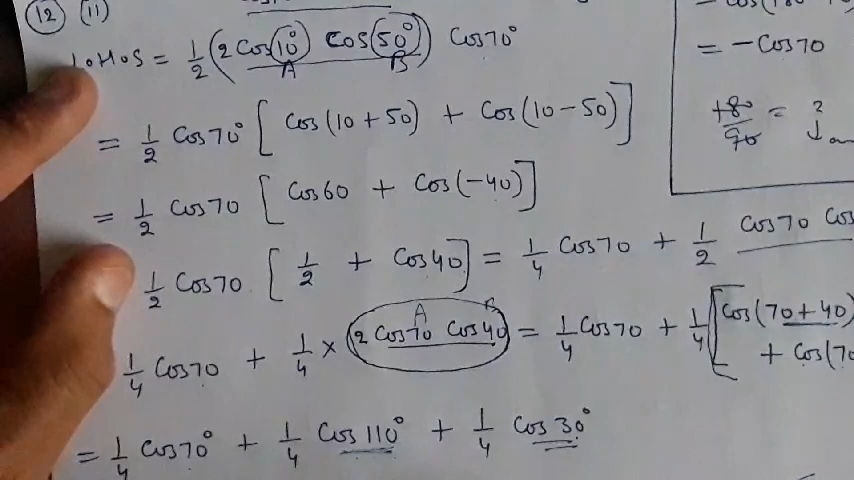 (12) (11)
L.H.S = 1/2 (2 Cos(10°) Cos(50°)) Cos70°
A B
= 1/2 Cos70° [ Cos(10+50) + Cos(10-50) ]
= 1/2 Cos70 [ Cos60 + Cos(-40) ]
1/2 Cos70 [ 1/2 + Cos40 ] = 1/4 Cos70 + 1/2 Cos70 Cos
A B
1/4 Cos70 + 1/4 × (2 Cos70 Cos40) = 1/4 Cos70 + 1/4 [ Cos(70+40)
+ Cos(70
= 1/4 Cos70° + 1/4 Cos110° + 1/4 Cos30°
= -Cos70
= 2